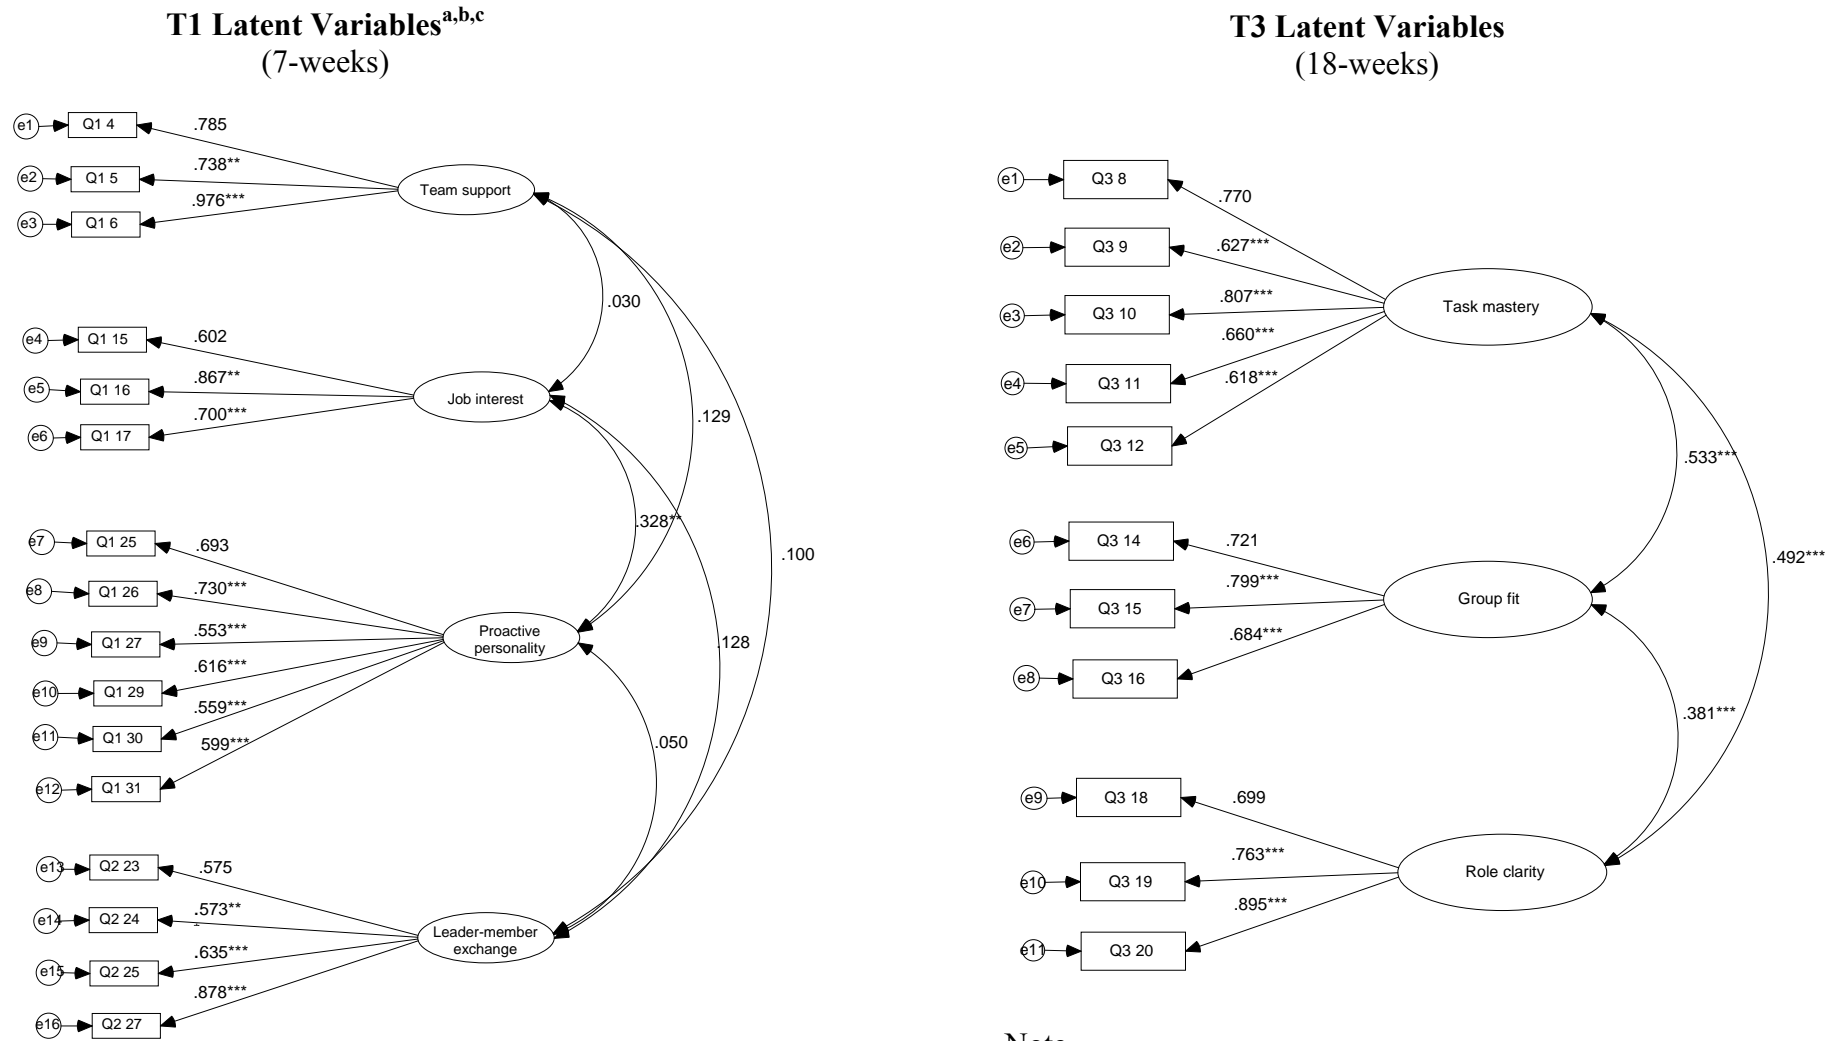 T1 Latent Variables^a,b,c
(7-weeks)
e1 Q1 4 .785
e2 Q1 5 .738**
e3 Q1 6 .976***
Team support
.030
e4 Q1 15 .602
e5 Q1 16 .867**
e6 Q1 17 .700***
Job interest
.129
.328**
.100
e7 Q1 25 .693
e8 Q1 26 .730***
e9 Q1 27 .553***
e10 Q1 29 .616***
e11 Q1 30 .559***
e12 Q1 31 599***
Proactive
personality
.128
.050
e13 Q2 23 .575
e14 Q2 24 .573**
e15 Q2 25 .635***
e16 Q2 27 .878***
Leader-member
exchange
T3 Latent Variables
(18-weeks)
e1 Q3 8 .770
e2 Q3 9 .627***
e3 Q3 10 .807***
e4 Q3 11 .660***
e5 Q3 12 .618***
Task mastery
.533***
.492***
e6 Q3 14 .721
e7 Q3 15 .799***
e8 Q3 16 .684***
Group fit
.381***
e9 Q3 18 .699
e10 Q3 19 .763***
e11 Q3 20 .895***
Role clarity